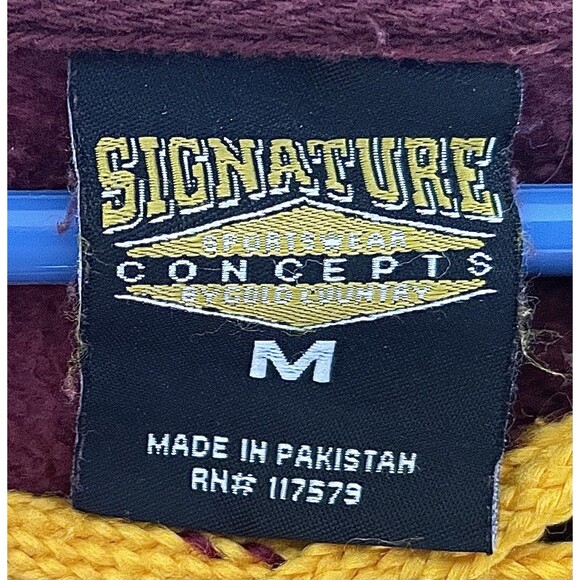 SIGNATURE
SPORTSWEAR
CONCEPTS
BY GOLD COUNTRY
M
MADE IN PAKISTAN
RN# 117579